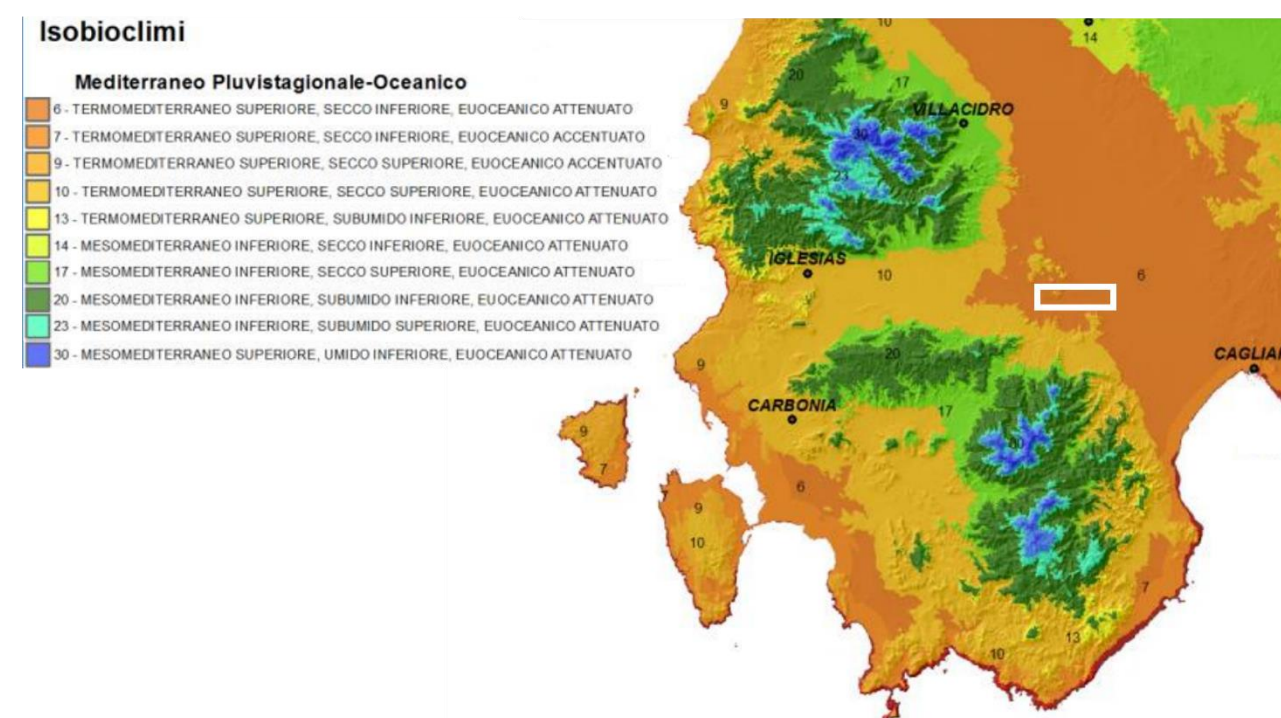 Isobioclimi
Mediterraneo Pluvistagionale-Oceanico
6 - TERMOMEDITERRANEO SUPERIORE, SECCO INFERIORE, EUOCEANICO ATTENUATO
7 - TERMOMEDITERRANEO SUPERIORE, SECCO INFERIORE, EUOCEANICO ACCENTUATO
9 - TERMOMEDITERRANEO SUPERIORE, SECCO SUPERIORE, EUOCEANICO ACCENTUATO
10 - TERMOMEDITERRANEO SUPERIORE, SECCO SUPERIORE, EUOCEANICO ATTENUATO
13 - TERMOMEDITERRANEO SUPERIORE, SUBUMIDO INFERIORE, EUOCEANICO ATTENUATO
14 - MESOMEDITERRANEO INFERIORE, SECCO INFERIORE, EUOCEANICO ATTENUATO
17 - MESOMEDITERRANEO INFERIORE, SECCO SUPERIORE, EUOCEANICO ATTENUATO
20 - MESOMEDITERRANEO INFERIORE, SUBUMIDO INFERIORE, EUOCEANICO ATTENUATO
23 - MESOMEDITERRANEO INFERIORE, SUBUMIDO SUPERIORE, EUOCEANICO ATTENUATO
30 - MESOMEDITERRANEO SUPERIORE, UMIDO INFERIORE, EUOCEANICO ATTENUATO
10
14
20
17
9
VILLACIDRO
30
23
IGLESIAS
10
6
CAGLIAI
20
9
CARBONIA
17
9
30
7
6
7
9
10
7
13
10